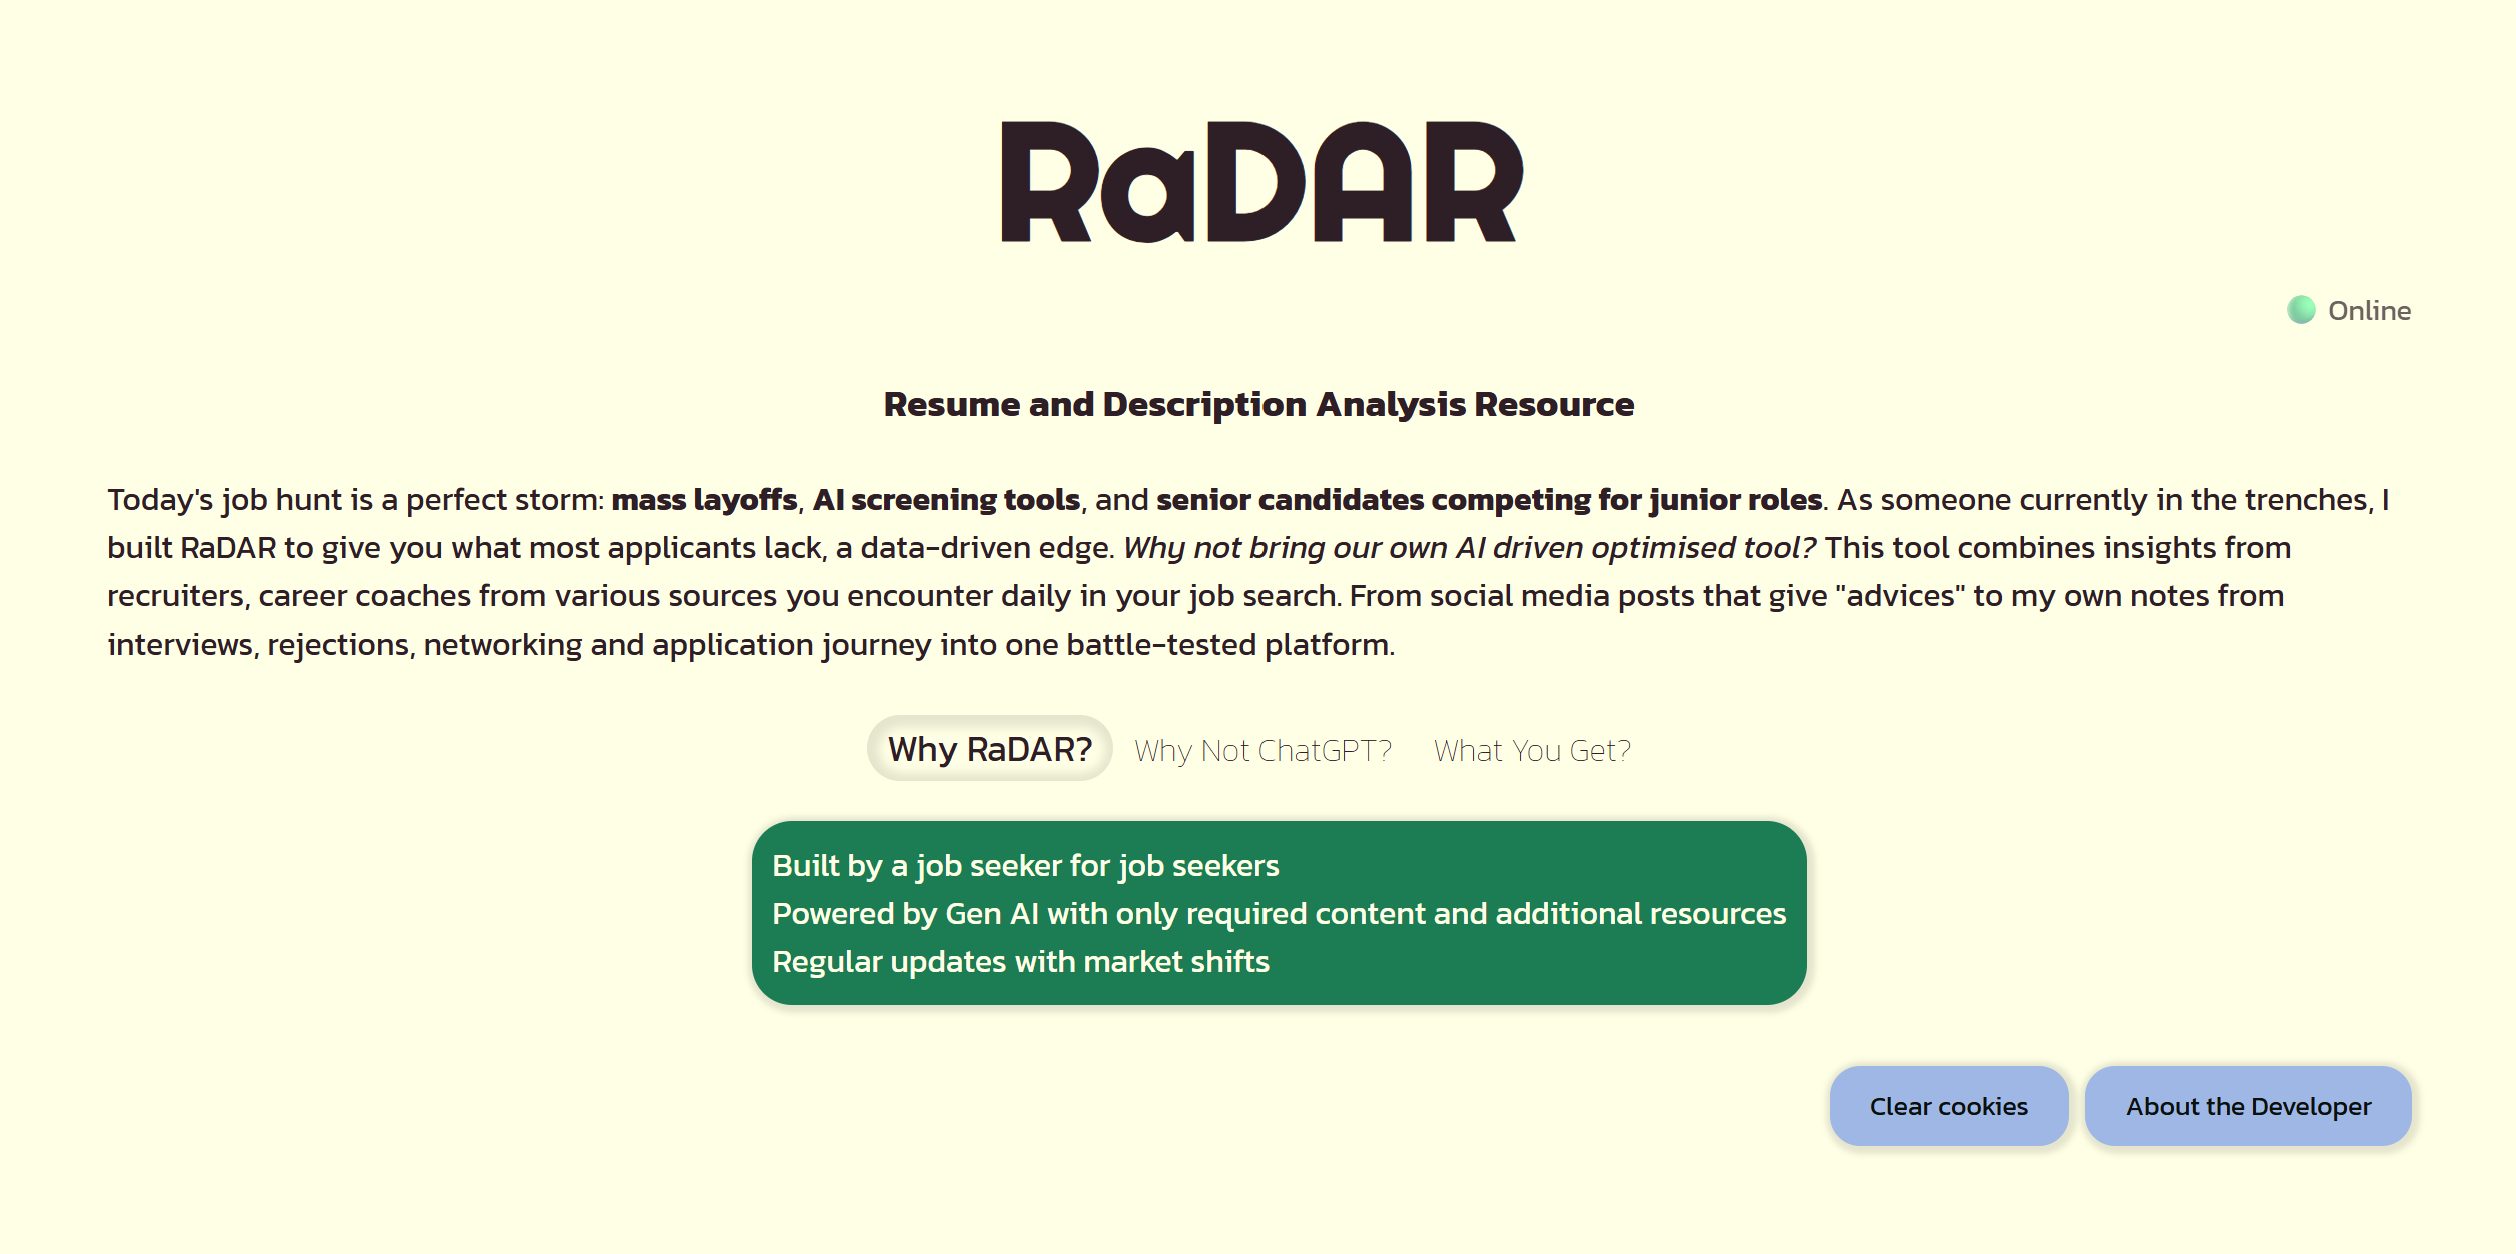 RaDAR
Online
Resume and Description Analysis Resource
Today's job hunt is a perfect storm: mass layoffs, AI screening tools, and senior candidates competing for junior roles. As someone currently in the trenches, I
built RaDAR to give you what most applicants lack, a data-driven edge. Why not bring our own AI driven optimised tool? This tool combines insights from
recruiters, career coaches from various sources you encounter daily in your job search. From social media posts that give "advices" to my own notes from
interviews, rejections, networking and application journey into one battle-tested platform.
Why RaDAR? Why Not ChatGPT? What You Get?
Built by a job seeker for job seekers
Powered by Gen AI with only required content and additional resources
Regular updates with market shifts
Clear cookies About the Developer